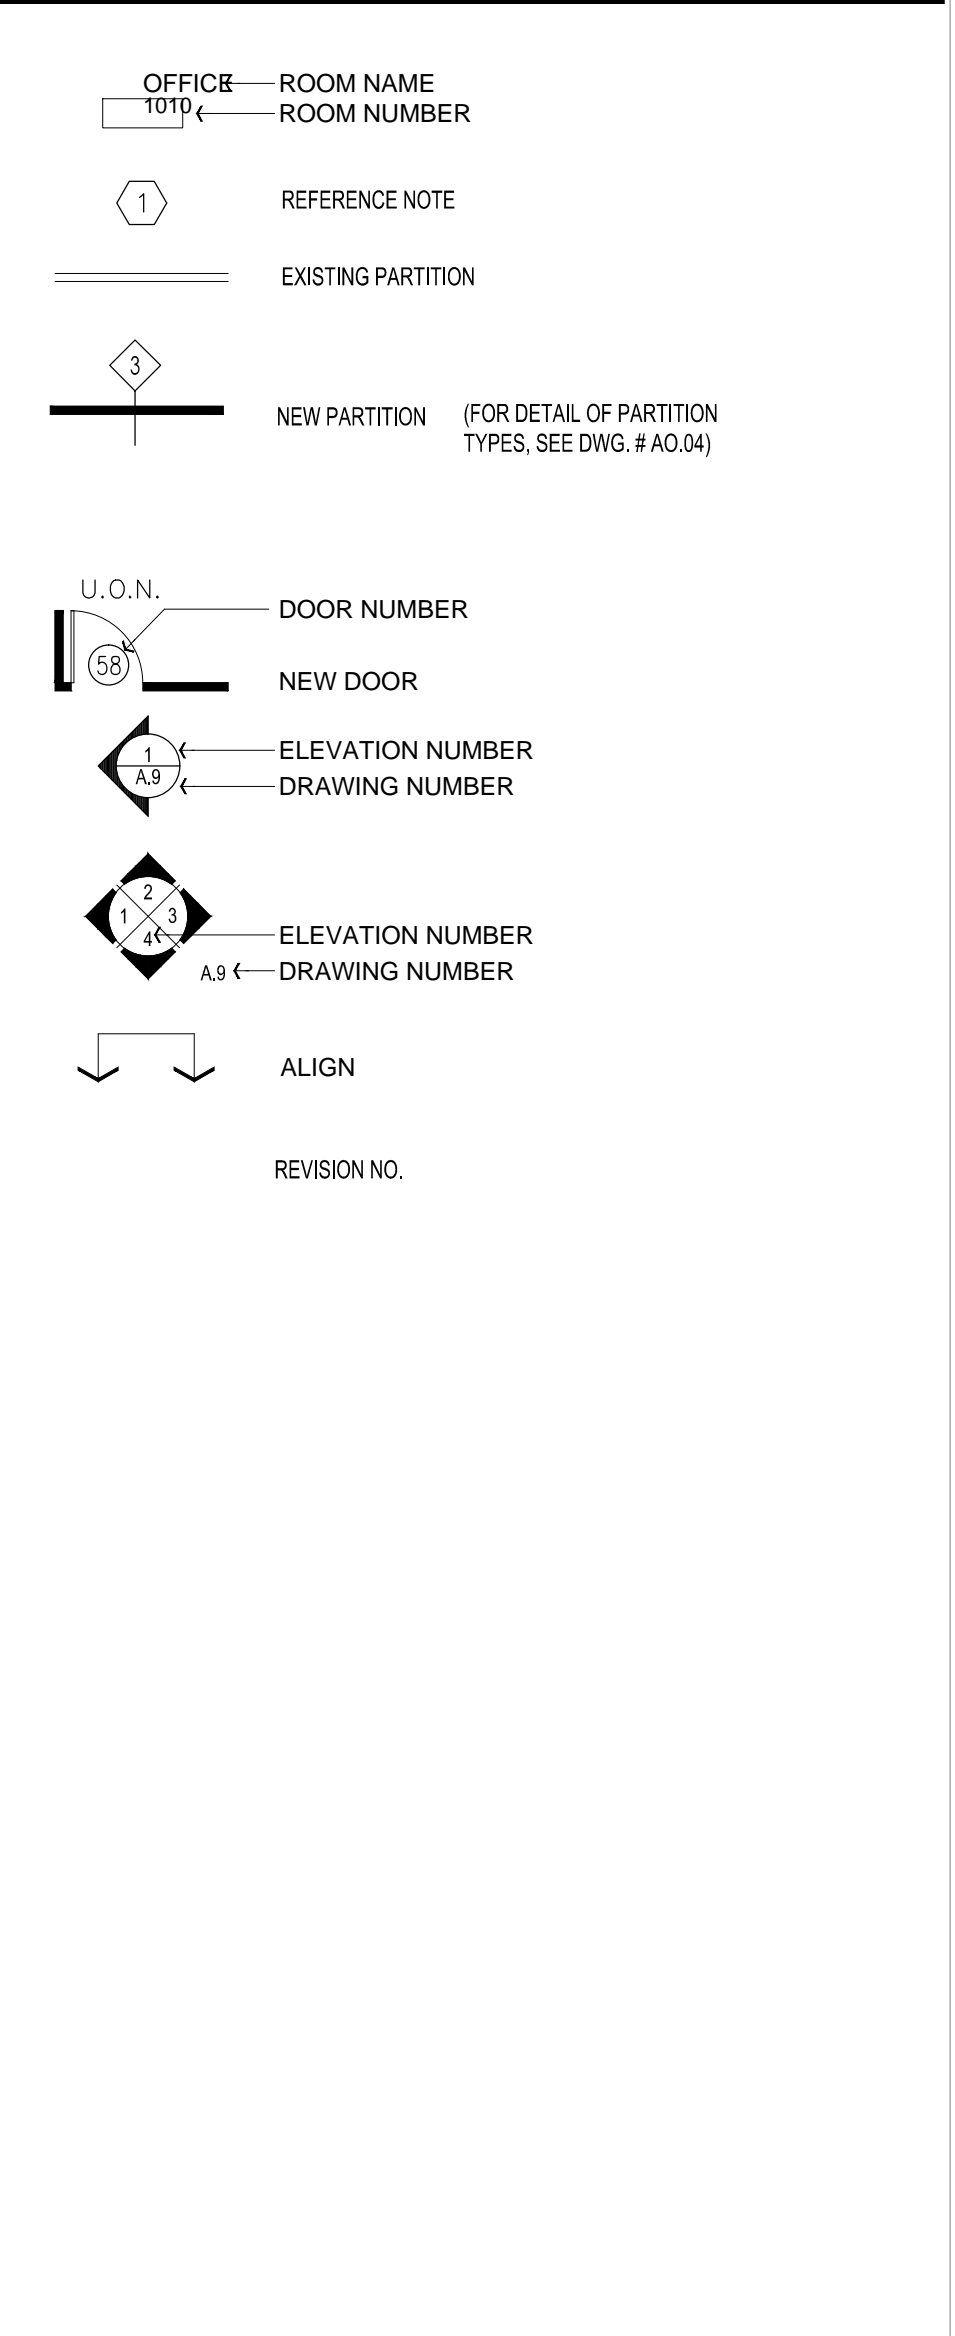 OFFICE ROOM NAME
1010 ROOM NUMBER
1 REFERENCE NOTE
EXISTING PARTITION
3
NEW PARTITION (FOR DETAIL OF PARTITION
TYPES, SEE DWG. # AO.04)
U.O.N.
DOOR NUMBER
58
NEW DOOR
1 ELEVATION NUMBER
A.9 DRAWING NUMBER
2
1 3
4 ELEVATION NUMBER
A.9 DRAWING NUMBER
ALIGN
REVISION NO.